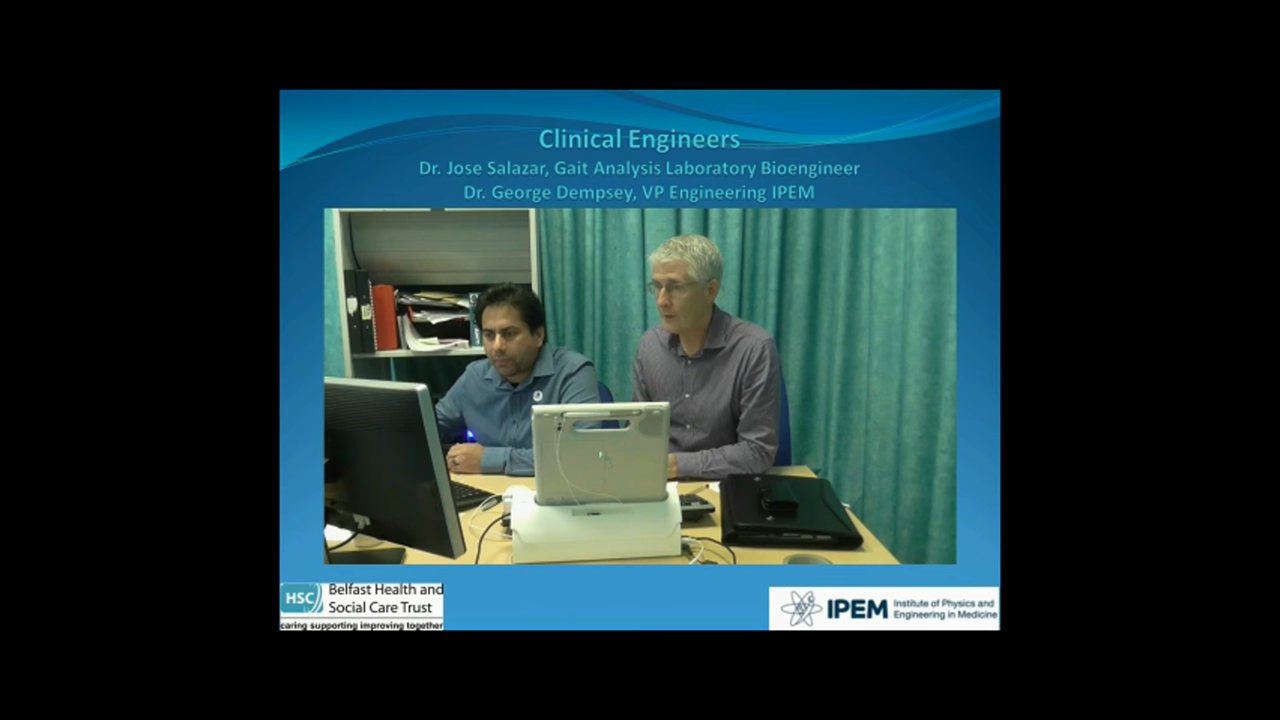 Clinical Engineers
Dr. Jose Salazar, Gait Analysis Laboratory Bioengineer
Dr. George Dempsey, VP Engineering IPEM
HSC
Belfast Health and
Social Care Trust
caring supporting improving together
IPEM
Institute of Physics and
Engineering in Medicine